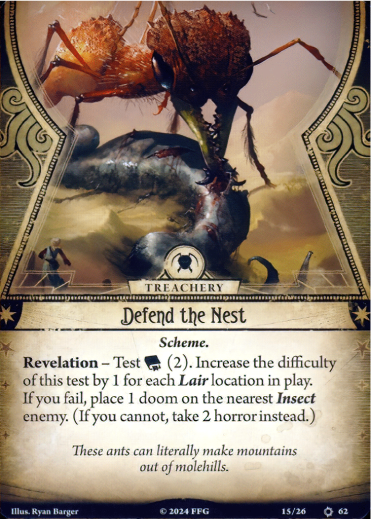 TREACHERY
Defend the Nest
Scheme.
Revelation – Test (2). Increase the difficulty
of this test by 1 for each Lair location in play.
If you fail, place 1 doom on the nearest Insect
enemy. (If you cannot, take 2 horror instead.)
These ants can literally make mountains
out of molehills.
Illus. Ryan Barger © 2024 FFG 15/26 62